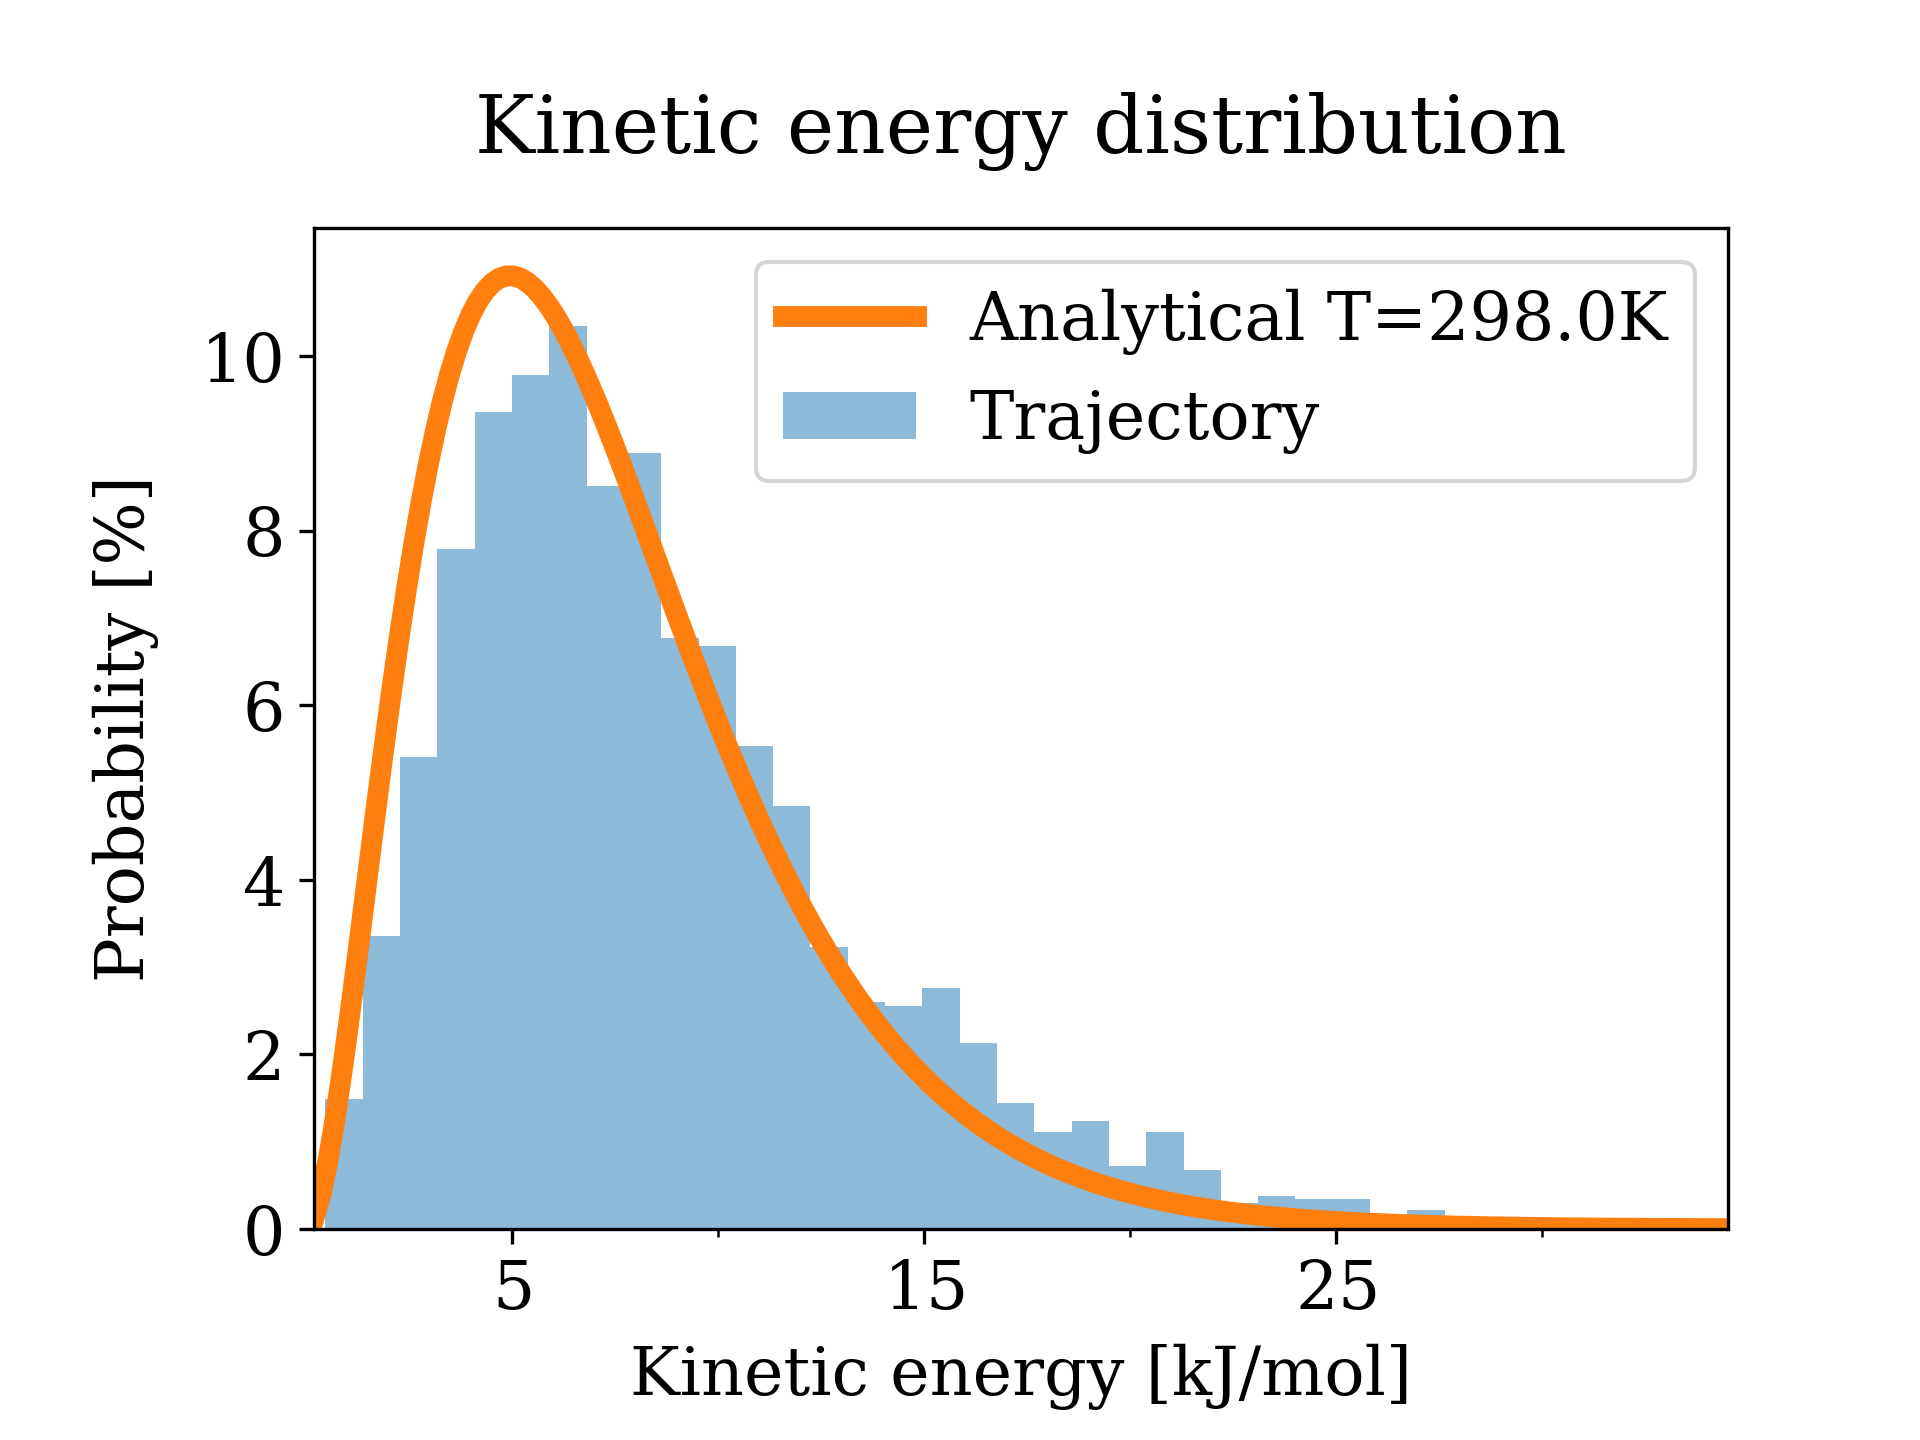 Kinetic energy distribution
Analytical T=298.0K
Trajectory
Probability [%]
10
8
6
4
2
0
5 15 25
Kinetic energy [kJ/mol]